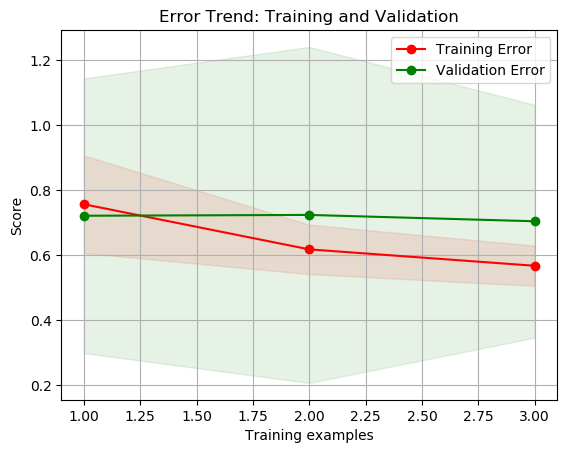 Error Trend: Training and Validation
Training Error
Validation Error
Score
1.2
1.0
0.8
0.6
0.4
0.2
1.00 1.25 1.50 1.75 2.00 2.25 2.50 2.75 3.00
Training examples